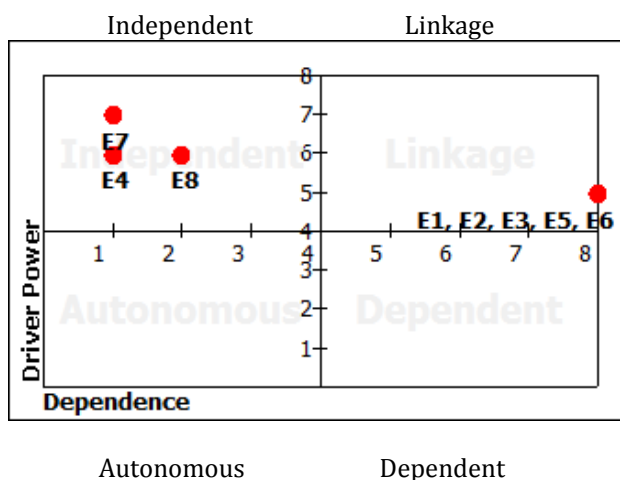 Independent Linkage
8
7
E7
Independent Linkage
6
E4 E8
5
E1, E2, E3, E5, E6
4
1 2 3 4 5 6 7 8
3
Autonomous Dependent
2
1
Driver Power
Dependence
Autonomous Dependent